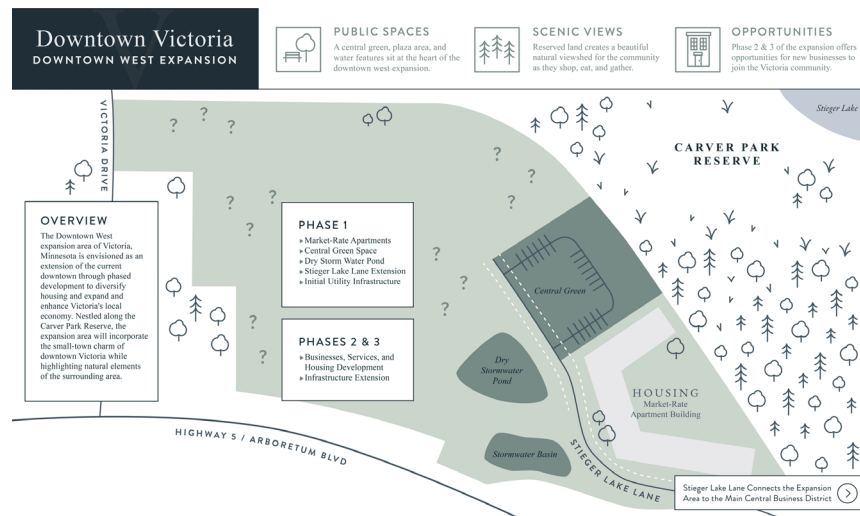 Downtown Victoria
DOWNTOWN WEST EXPANSION
PUBLIC SPACES
A central green, plaza area, and
water features sit at the heart of the
downtown west expansion.
SCENIC VIEWS
Reserved land creates a beautiful
natural viewshed for the community
as they shop, eat, and gather.
OPPORTUNITIES
Phase 2 & 3 of the expansion offers
opportunities for new businesses to
join the Victoria community.
Stieger Lake
VICTORIA DRIVE
CARVER PARK
RESERVE
? ? ?
? ?
? ? ?
? ? ?
? ?
?
OVERVIEW
The Downtown West
expansion area of Victoria,
Minnesota is envisioned as an
extension of the current
downtown through phased
development to diversify
housing and expand and
enhance Victoria's local
economy. Nestled along the
Carver Park Reserve, the
expansion area will incorporate
the small-town charm of
downtown Victoria while
highlighting natural elements
of the surrounding area.
PHASE 1
▸ Market-Rate Apartments
▸ Central Green Space
▸ Dry Storm Water Pond
▸ Stieger Lake Lane Extension
▸ Initial Utility Infrastructure
PHASES 2 & 3
▸ Businesses, Services, and
Housing Development
▸ Infrastructure Extension
Central Green
Dry
Stormwater
Pond
HOUSING
Market-Rate
Apartment Building
Stormwater Basin
STIEGER LAKE LANE
HIGHWAY 5 / ARBORETUM BLVD
Stieger Lake Lane Connects the Expansion
Area to the Main Central Business District